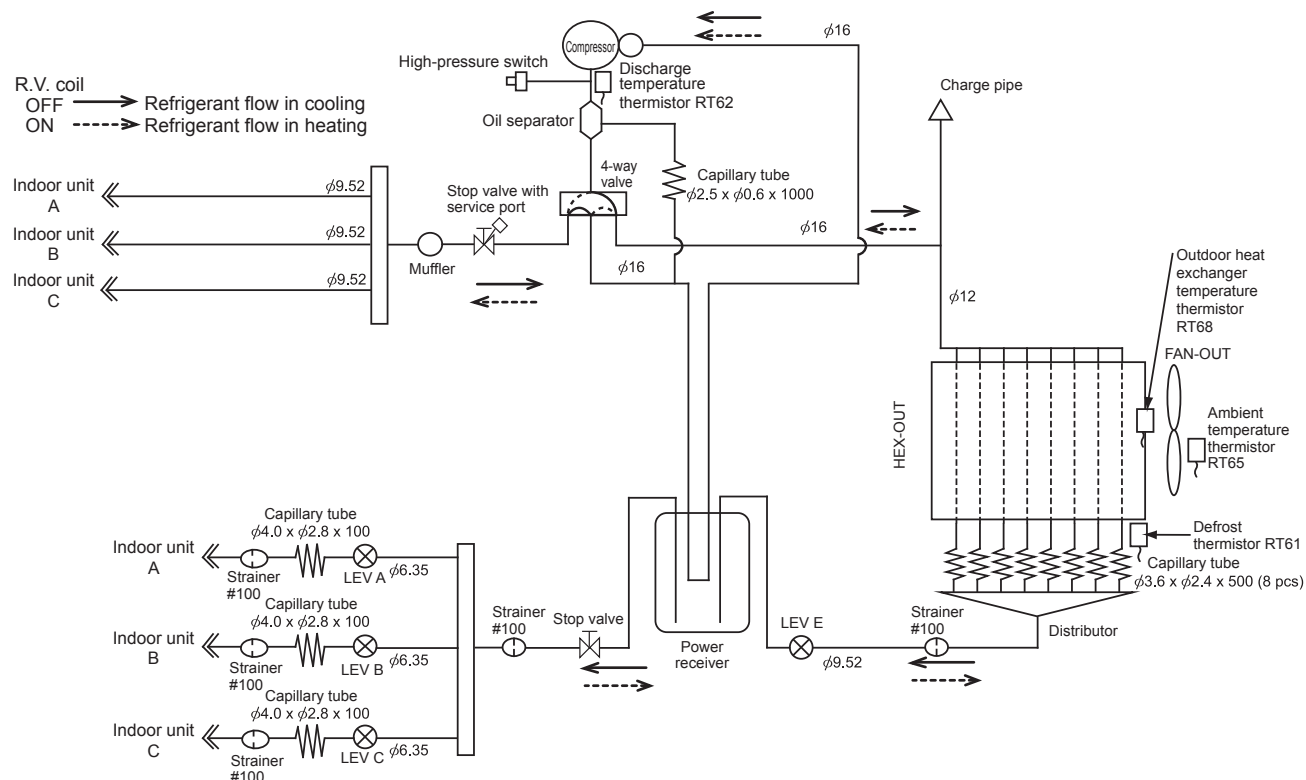 R.V. coil
OFF Refrigerant flow in cooling
ON Refrigerant flow in heating
Compressor
ϕ16
High-pressure switch
Discharge
temperature
thermistor RT62
Oil separator
4-way
valve
Capillary tube
ϕ2.5 x ϕ0.6 x 1000
Charge pipe
Indoor unit
A
ϕ9.52
Indoor unit
B
ϕ9.52
Indoor unit
C
ϕ9.52
Muffler
Stop valve with
service port
ϕ16
ϕ16
ϕ12
Outdoor heat
exchanger
temperature
thermistor
RT68
FAN-OUT
HEX-OUT
Ambient
temperature
thermistor
RT65
Defrost
thermistor RT61
Capillary tube
ϕ3.6 x ϕ2.4 x 500 (8 pcs)
Distributor
Indoor unit
A
Capillary tube
ϕ4.0 x ϕ2.8 x 100
Strainer
#100
LEV A
ϕ6.35
Indoor unit
B
Capillary tube
ϕ4.0 x ϕ2.8 x 100
Strainer
#100
LEV B
ϕ6.35
Indoor unit
C
Capillary tube
ϕ4.0 x ϕ2.8 x 100
Strainer
#100
LEV C
ϕ6.35
Strainer
#100
Stop valve
Power
receiver
LEV E
ϕ9.52
Strainer
#100